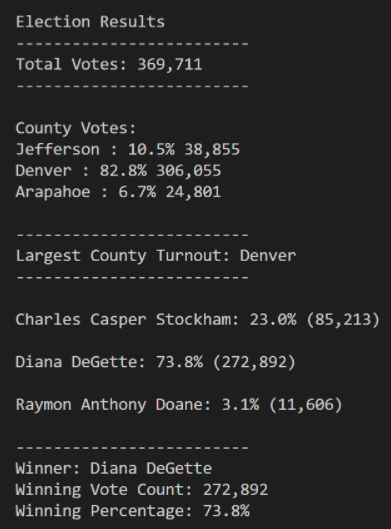 Election Results
-------------------------
Total Votes: 369,711
-------------------------
County Votes:
Jefferson : 10.5% 38,855
Denver : 82.8% 306,055
Arapahoe : 6.7% 24,801
-------------------------
Largest County Turnout: Denver
-------------------------
Charles Casper Stockham: 23.0% (85,213)
Diana DeGette: 73.8% (272,892)
Raymon Anthony Doane: 3.1% (11,606)
-------------------------
Winner: Diana DeGette
Winning Vote Count: 272,892
Winning Percentage: 73.8%